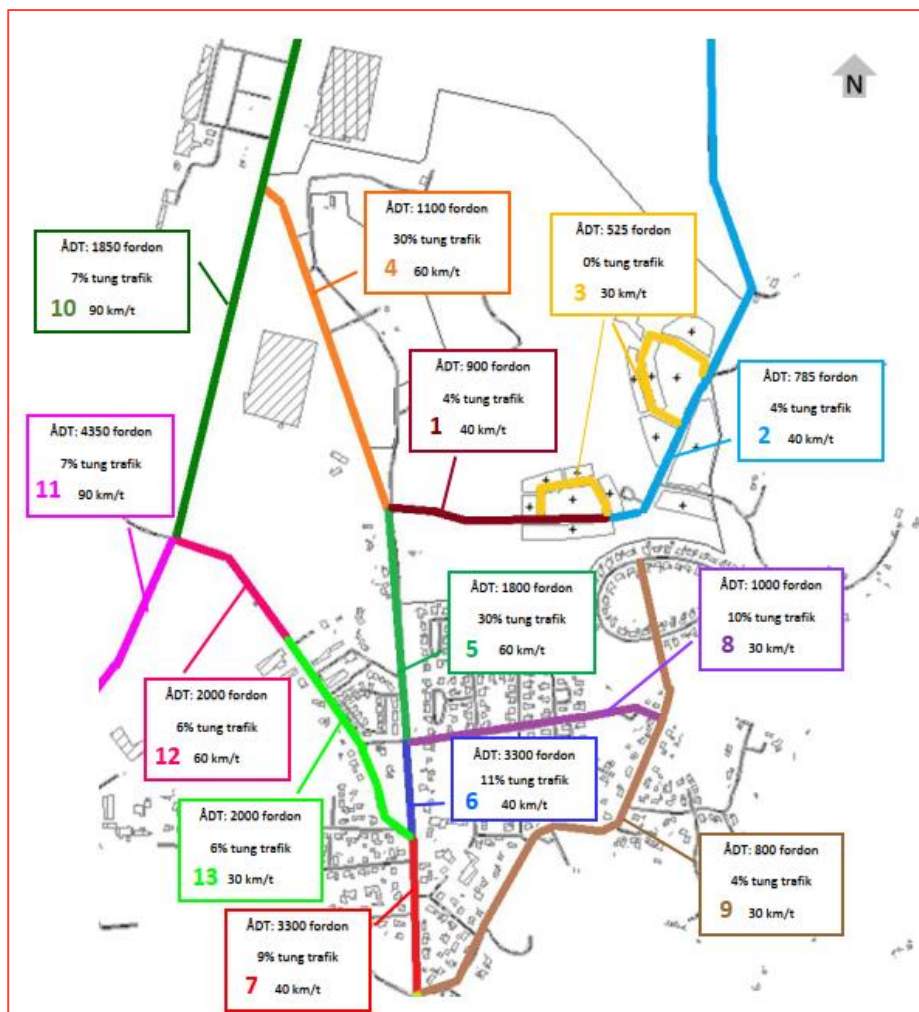 N
ÅDT: 1850 fordon
7% tung trafik
10 90 km/t
ÅDT: 1100 fordon
30% tung trafik
4 60 km/t
ÅDT: 525 fordon
0% tung trafik
3 30 km/t
ÅDT: 900 fordon
4% tung trafik
1 40 km/t
ÅDT: 785 fordon
4% tung trafik
2 40 km/t
ÅDT: 4350 fordon
7% tung trafik
11 90 km/t
ÅDT: 1800 fordon
30% tung trafik
5 60 km/t
ÅDT: 1000 fordon
10% tung trafik
8 30 km/t
ÅDT: 2000 fordon
6% tung trafik
12 60 km/t
ÅDT: 3300 fordon
11% tung trafik
6 40 km/t
ÅDT: 2000 fordon
6% tung trafik
13 30 km/t
ÅDT: 800 fordon
4% tung trafik
9 30 km/t
ÅDT: 3300 fordon
9% tung trafik
7 40 km/t